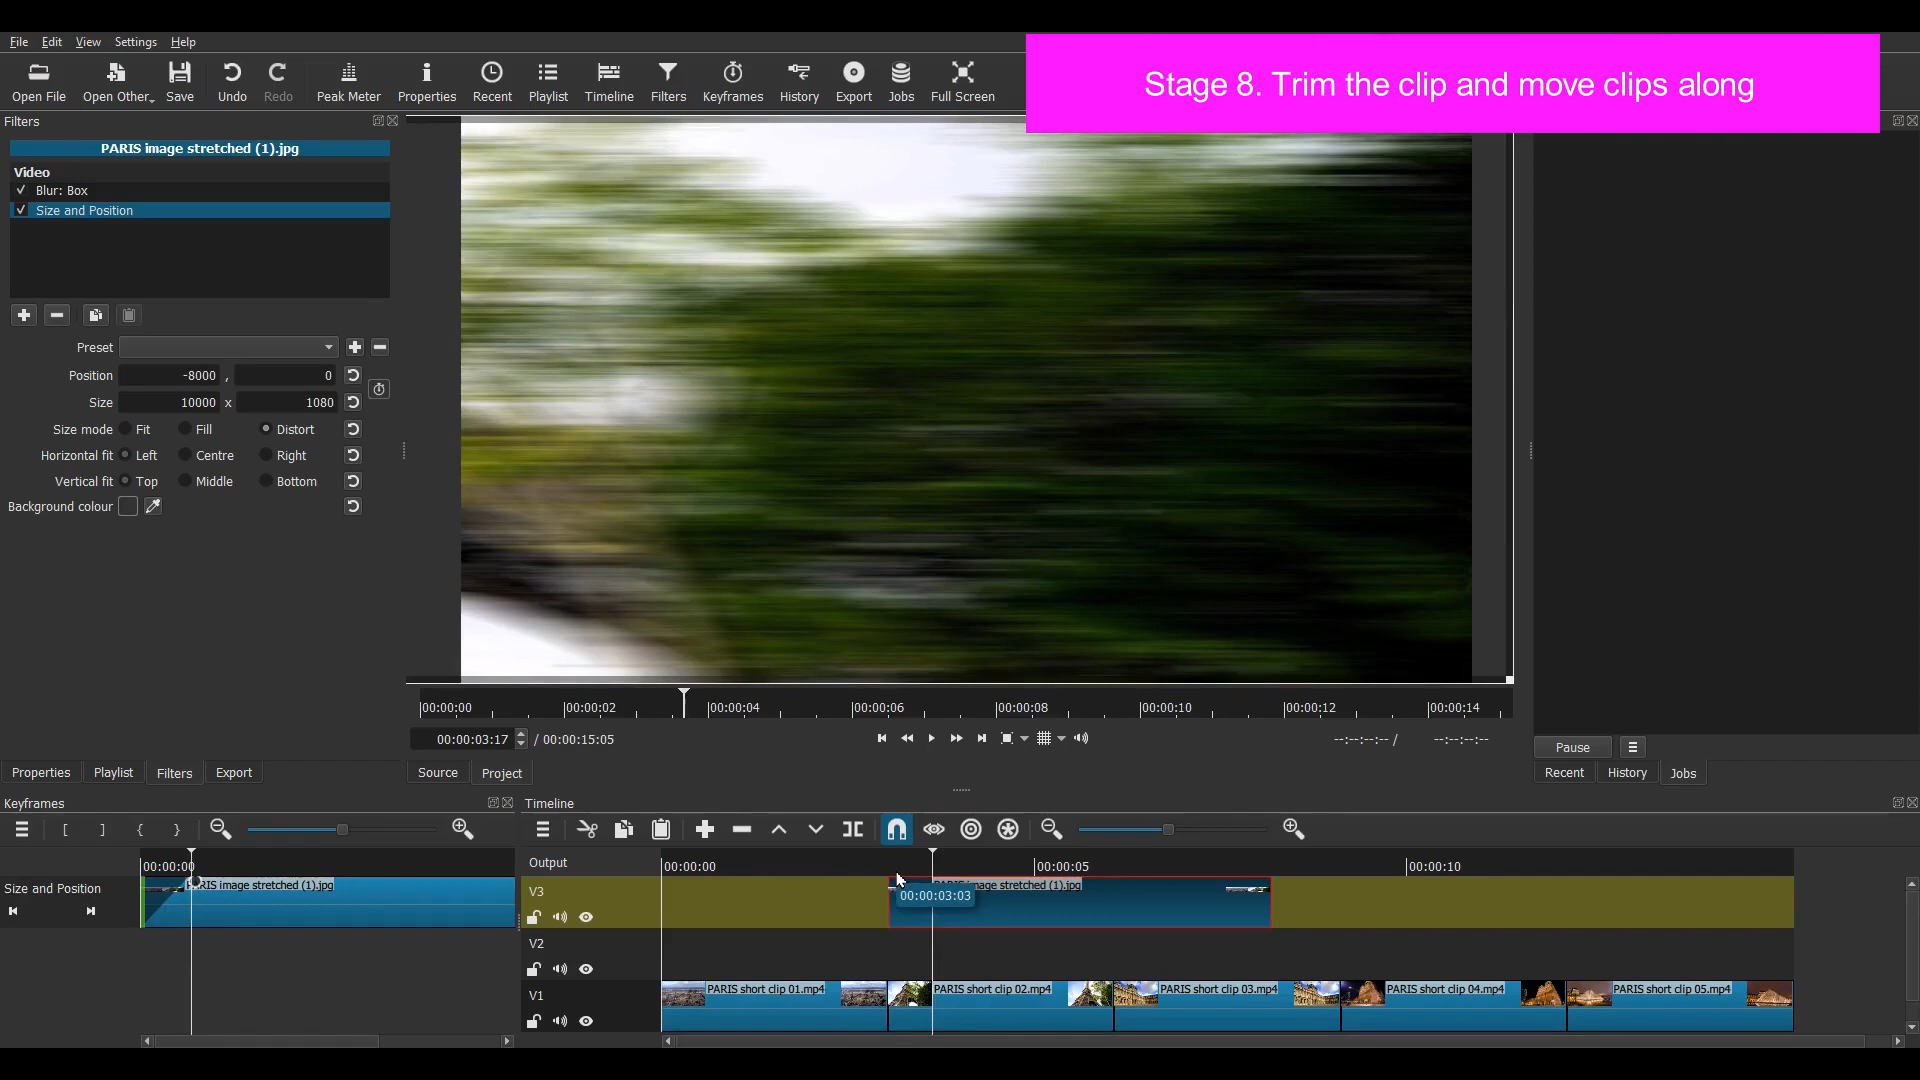 File Edit View Settings Help
Stage 8. Trim the clip and move clips along
Open File Open Other... Save Undo Redo Peak Meter Properties Recent Playlist Timeline Filters Keyframes History Export Jobs Full Screen
Filters
PARIS image stretched (1).jpg
Video
Blur: Box
Size and Position
Preset
Position -8000 , 0
Size 10000 x 1080
Size mode Fit Fill Distort
Horizontal fit Left Centre Right
Vertical fit Top Middle Bottom
Background colour
00:00:00 00:00:02 00:00:04 00:00:06 00:00:08 00:00:10 00:00:12 00:00:14
00:00:03:17 / 00:00:15:05 --:--:--:-- / --:--:--:--
Pause
Properties Playlist Filters Export Source Project Recent History Jobs
Keyframes
00:00:00
Size and Position
PARIS image stretched (1).jpg
Timeline
Output
00:00:00 00:00:05 00:00:10
V3
PARIS image stretched (1).jpg
00:00:03:03
V2
V1
PARIS short clip 01.mp4 PARIS short clip 02.mp4 PARIS short clip 03.mp4 PARIS short clip 04.mp4 PARIS short clip 05.mp4